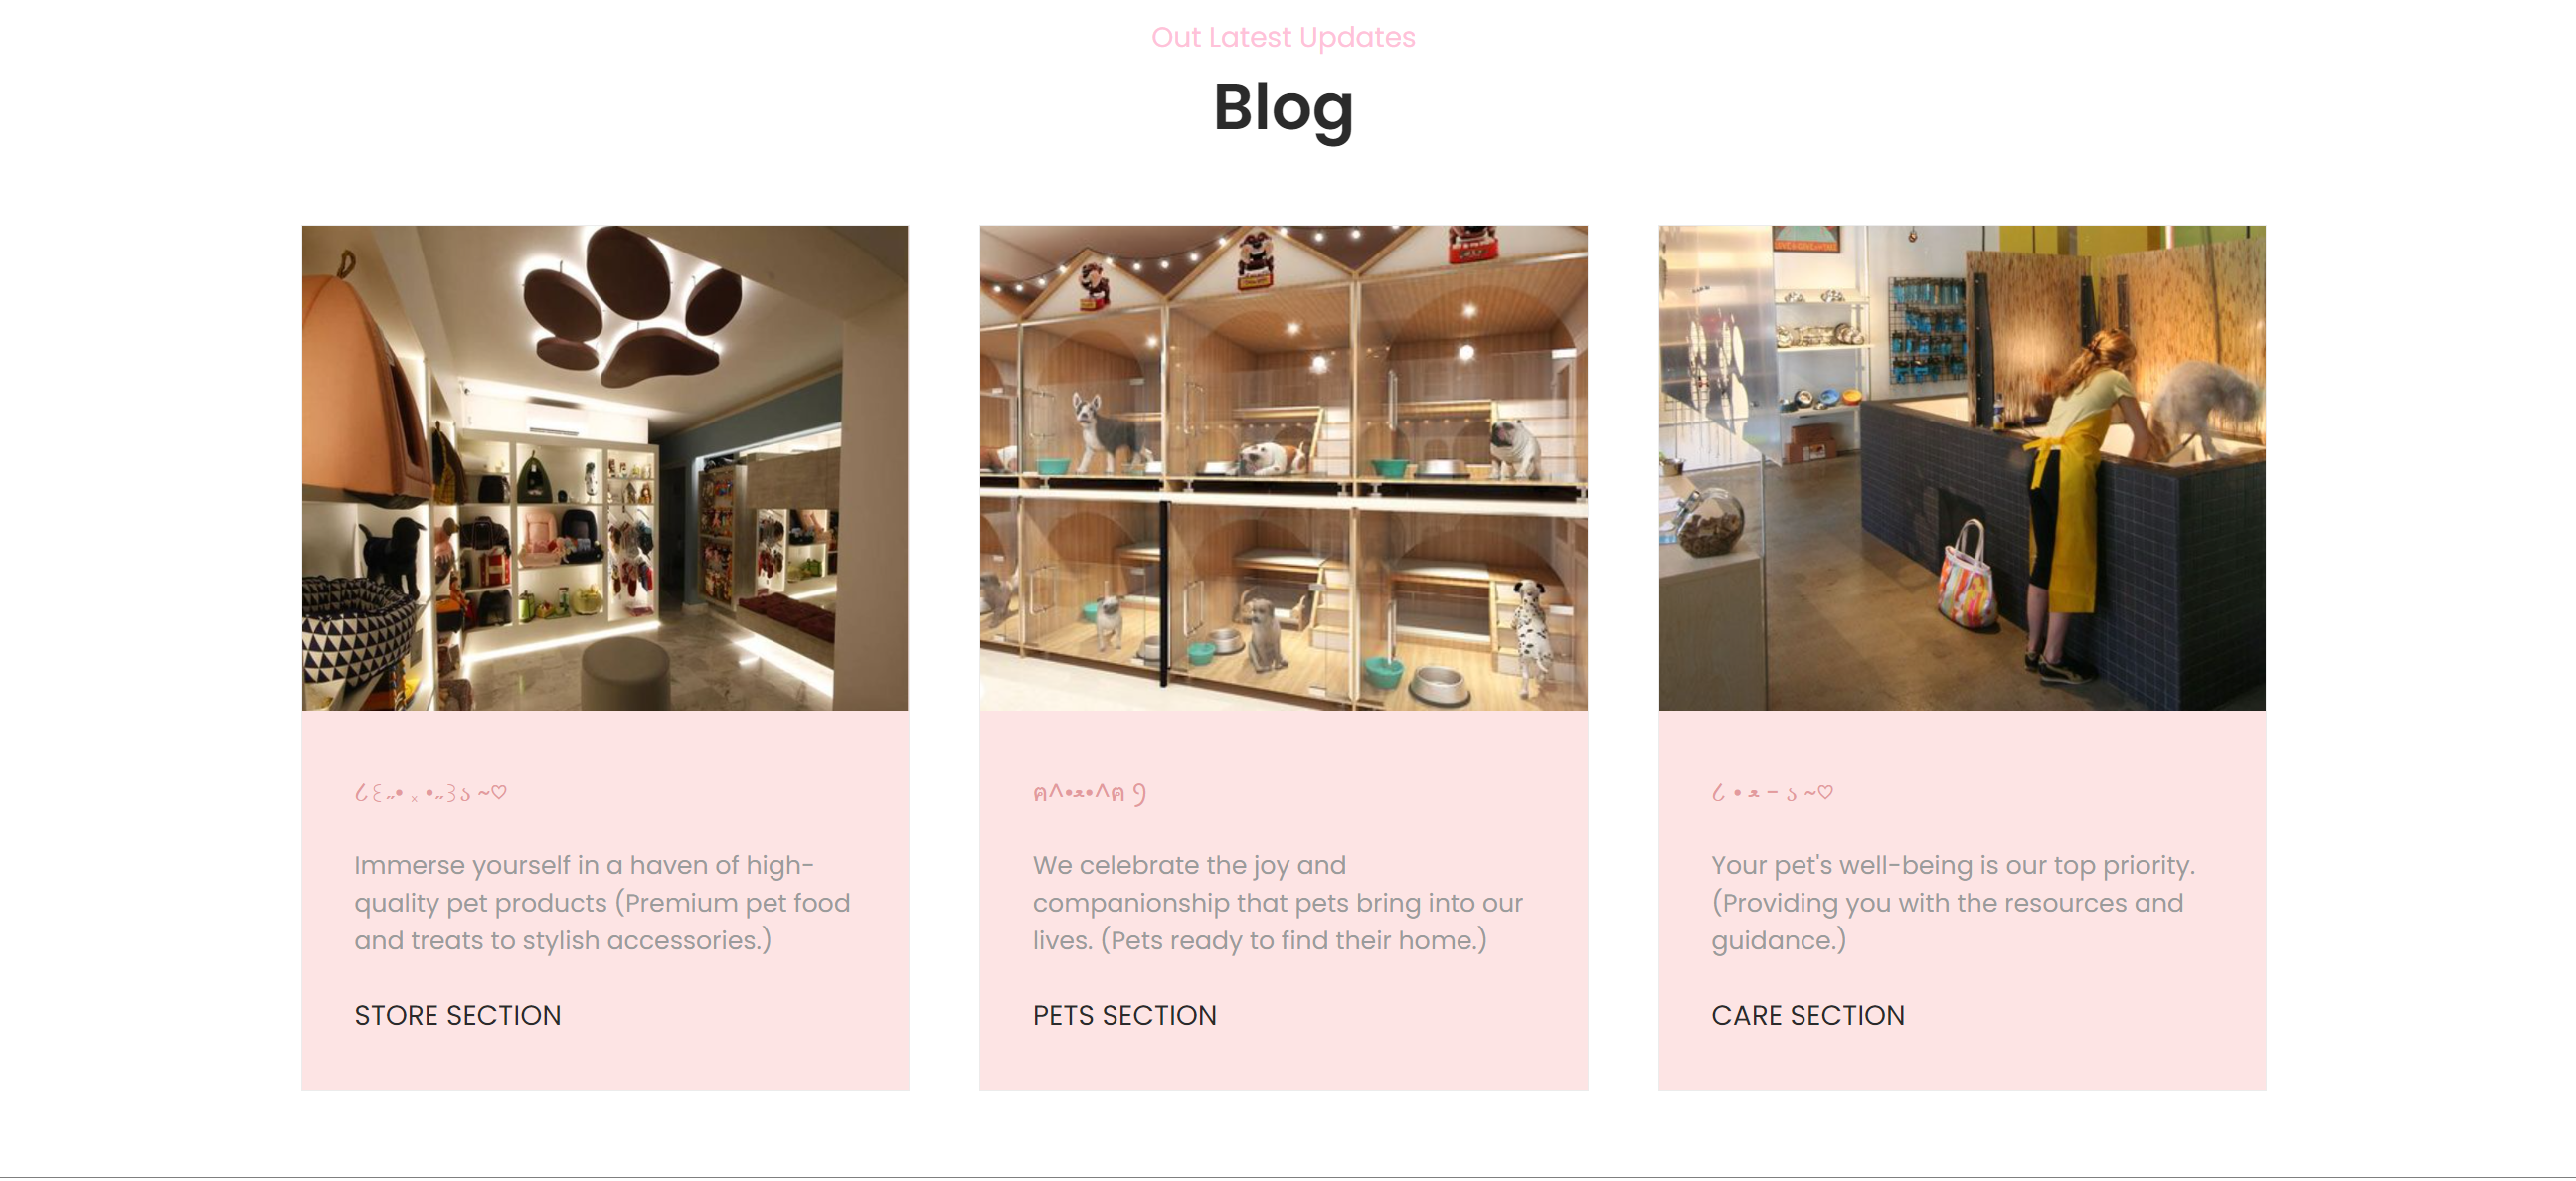 Out Latest Updates
Blog
૮꒰˶• ༝ •˶꒱ა ~♡
Immerse yourself in a haven of high-
quality pet products (Premium pet food
and treats to stylish accessories.)
STORE SECTION
ฅ^•ﻌ•^ฅ ୨
We celebrate the joy and
companionship that pets bring into our
lives. (Pets ready to find their home.)
PETS SECTION
૮ • ﻌ - ა ~♡
Your pet's well-being is our top priority.
(Providing you with the resources and
guidance.)
CARE SECTION